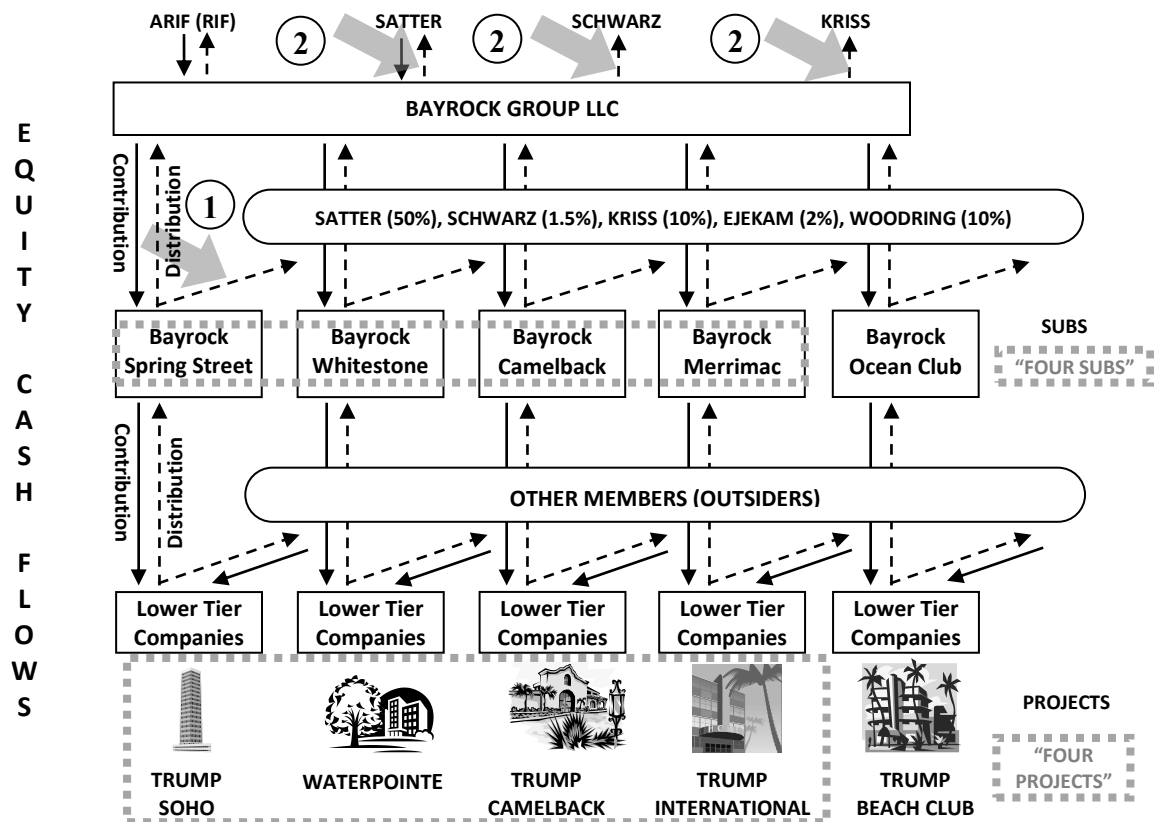 ARIF (RIF)
2
SATTER
2
SCHWARZ
2
KRISS
BAYROCK GROUP LLC
EQUITY CASH FLOWS
Contribution
Distribution
1
SATTER (50%), SCHWARZ (1.5%), KRISS (10%), EJEKAM (2%), WOODRING (10%)
Bayrock
Spring Street
Bayrock
Whitestone
Bayrock
Camelback
Bayrock
Merrimac
Bayrock
Ocean Club
SUBS
"FOUR SUBS"
Contribution
Distribution
OTHER MEMBERS (OUTSIDERS)
Lower Tier
Companies
Lower Tier
Companies
Lower Tier
Companies
Lower Tier
Companies
Lower Tier
Companies
TRUMP
SOHO
WATERPOINTE
TRUMP
CAMELBACK
TRUMP
INTERNATIONAL
TRUMP
BEACH CLUB
PROJECTS
"FOUR
PROJECTS"